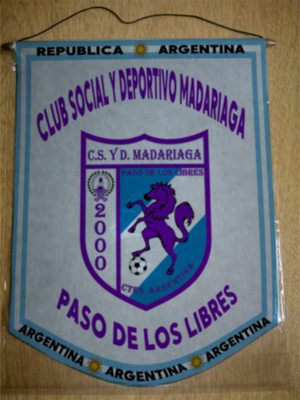 REPUBLICA ARGENTINA
CLUB SOCIAL Y DEPORTIVO MADARIAGA
C.S. Y D. MADARIAGA
PASO DE LOS LIBRES
2000
CTES ARGENTINA
PASO DE LOS LIBRES
ARGENTINA ARGENTINA ARGENTINA